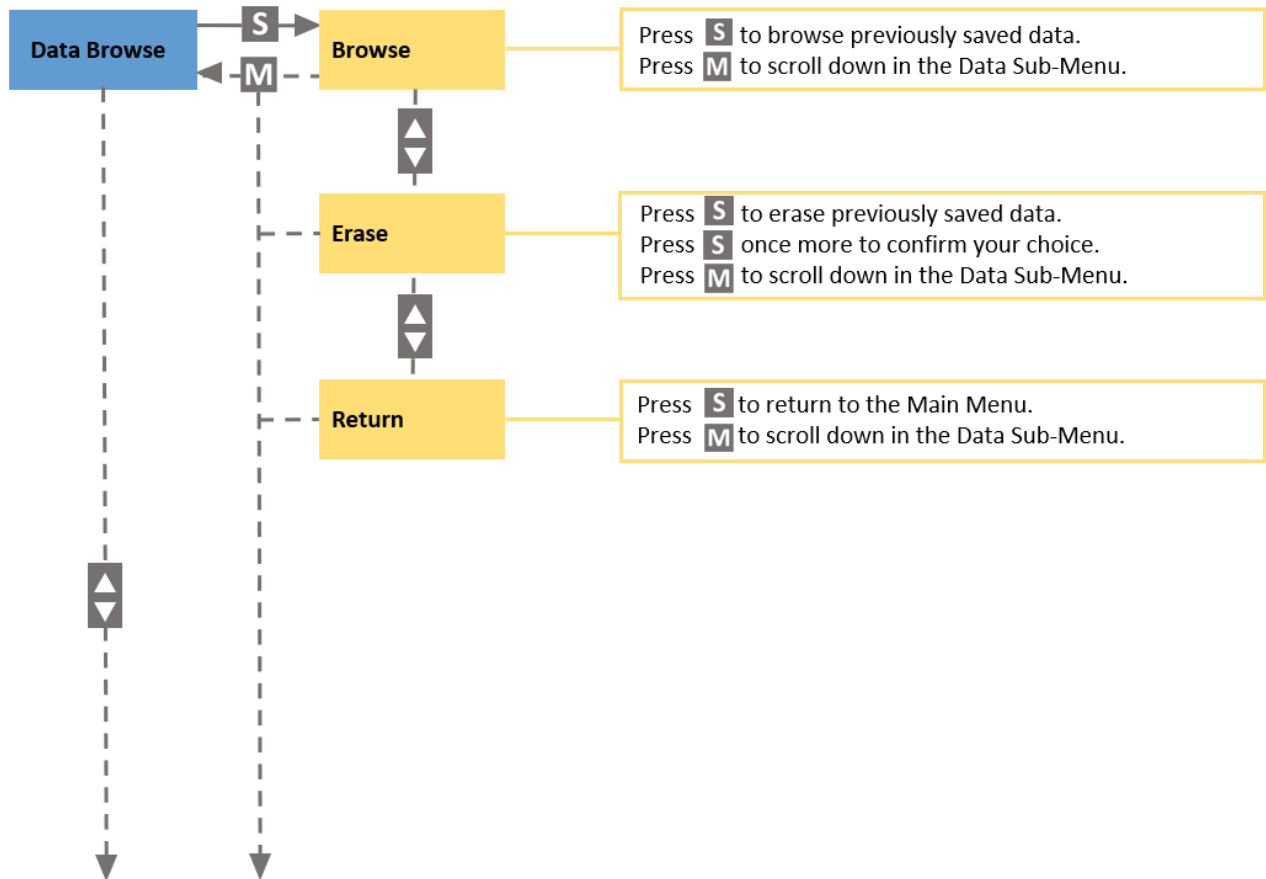 Data Browse
S
M
Browse
Press S to browse previously saved data.
Press M to scroll down in the Data Sub-Menu.
Erase
Press S to erase previously saved data.
Press S once more to confirm your choice.
Press M to scroll down in the Data Sub-Menu.
Return
Press S to return to the Main Menu.
Press M to scroll down in the Data Sub-Menu.